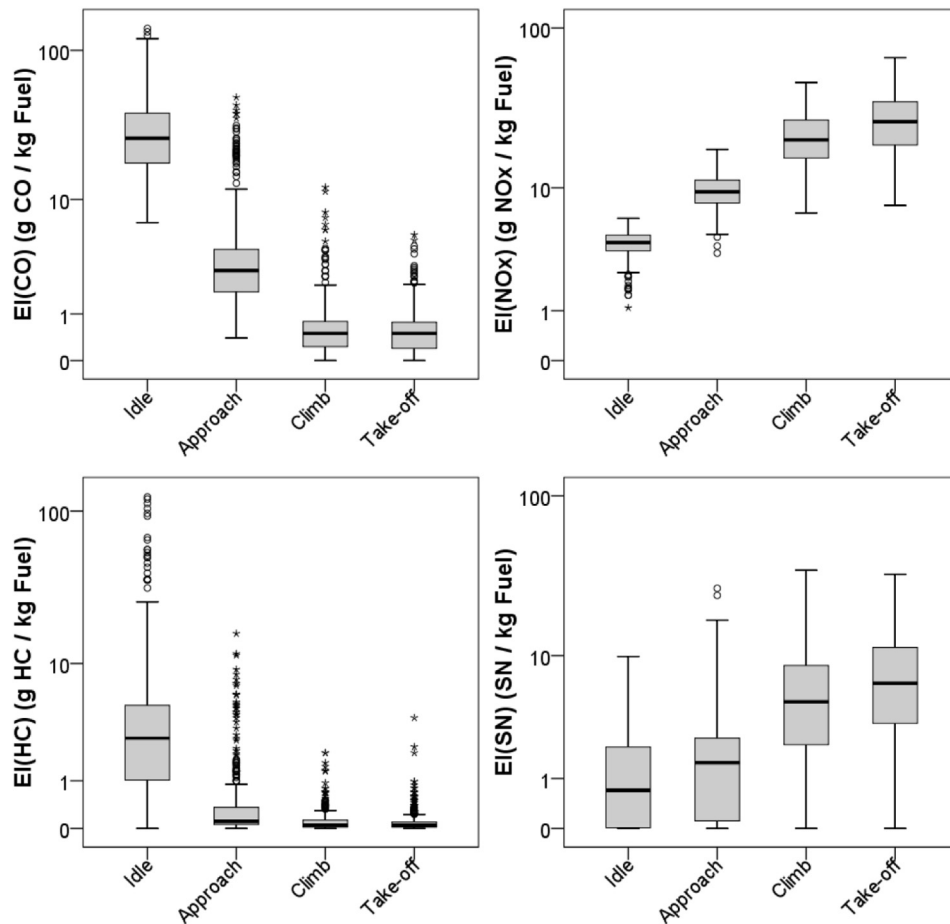 EI(CO) (g CO / kg Fuel)
100
10
1
0
Idle
Approach
Climb
Take-off
EI(NOx) (g NOx / kg Fuel)
100
10
1
0
Idle
Approach
Climb
Take-off
EI(HC) (g HC / kg Fuel)
100
10
1
0
Idle
Approach
Climb
Take-off
EI(SN) (SN / kg Fuel)
100
10
1
0
Idle
Approach
Climb
Take-off